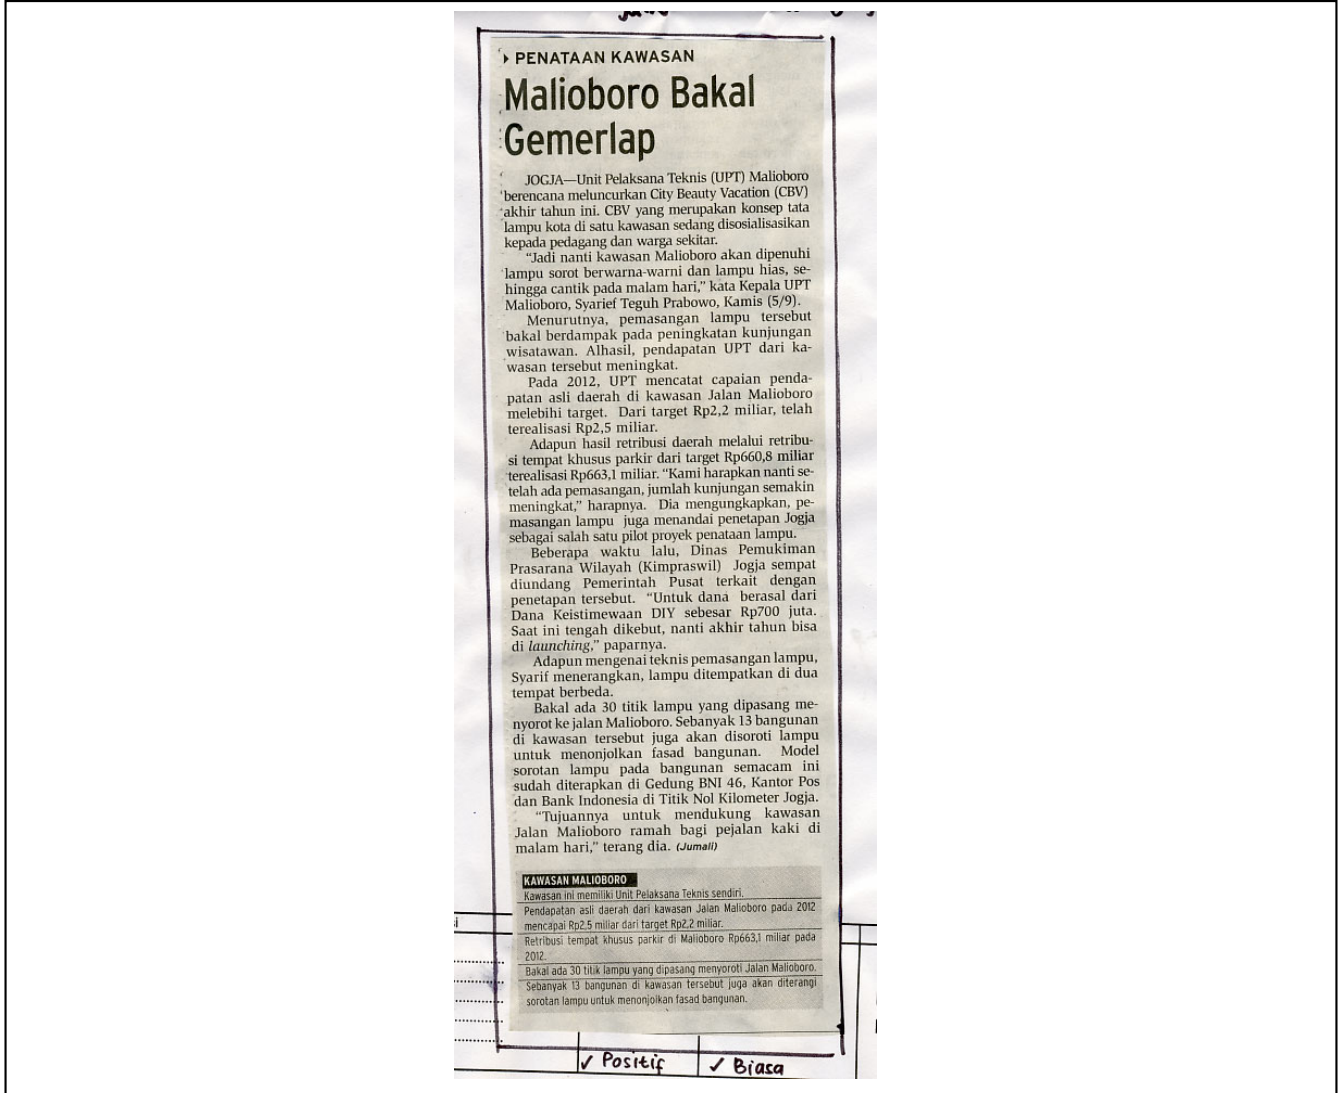 PENATAAN KAWASAN
Malioboro Bakal
Gemerlap
JOGJA—Unit Pelaksana Teknis (UPT) Malioboro
berencana meluncurkan City Beauty Vacation (CBV)
akhir tahun ini. CBV yang merupakan konsep tata
lampu kota di satu kawasan sedang disosialisasikan
kepada pedagang dan warga sekitar.
“Jadi nanti kawasan Malioboro akan dipenuhi
lampu sorot berwarna-warni dan lampu hias, se-
hingga cantik pada malam hari,” kata Kepala UPT
Malioboro, Syarief Teguh Prabowo, Kamis (5/9).
Menurutnya, pemasangan lampu tersebut
bakal berdampak pada peningkatan kunjungan
wisatawan. Alhasil, pendapatan UPT dari ka-
wasan tersebut meningkat.
Pada 2012, UPT mencatat capaian penda-
patan asli daerah di kawasan Jalan Malioboro
melebihi target. Dari target Rp2,2 miliar, telah
terealisasi Rp2,5 miliar.
Adapun hasil retribusi daerah melalui retribu-
si tempat khusus parkir dari target Rp660,8 miliar
terealisasi Rp663,1 miliar. “Kami harapkan nanti se-
telah ada pemasangan, jumlah kunjungan semakin
meningkat,” harapnya. Dia mengungkapkan, pe-
masangan lampu juga menandai penetapan Jogja
sebagai salah satu pilot proyek penataan lampu.
Beberapa waktu lalu, Dinas Pemukiman
Prasarana Wilayah (Kimpraswil) Jogja sempat
diundang Pemerintah Pusat terkait dengan
penetapan tersebut. “Untuk dana berasal dari
Dana Keistimewaan DIY sebesar Rp700 juta.
Saat ini tengah dikebut, nanti akhir tahun bisa
di launching,” paparnya.
Adapun mengenai teknis pemasangan lampu,
Syarif menerangkan, lampu ditempatkan di dua
tempat berbeda.
Bakal ada 30 titik lampu yang dipasang me-
nyorot ke jalan Malioboro. Sebanyak 13 bangunan
di kawasan tersebut juga akan disoroti lampu
untuk menonjolkan fasad bangunan. Model
sorotan lampu pada bangunan semacam ini
sudah diterapkan di Gedung BNI 46, Kantor Pos
dan Bank Indonesia di Titik Nol Kilometer Jogja.
“Tujuannya untuk mendukung kawasan
Jalan Malioboro ramah bagi pejalan kaki di
malam hari,” terang dia. (Jumali)
KAWASAN MALIOBORO
Kawasan ini memiliki Unit Pelaksana Teknis sendiri.
Pendapatan asli daerah dari kawasan Jalan Malioboro pada 2012
mencapai Rp2,5 miliar dari target Rp2,2 miliar.
Retribusi tempat khusus parkir di Malioboro Rp663,1 miliar pada
2012.
Bakal ada 30 titik lampu yang dipasang menyoroti Jalan Malioboro.
Sebanyak 13 bangunan di kawasan tersebut juga akan diterangi
sorotan lampu untuk menonjolkan fasad bangunan.
✓ Positif ✓ Biasa